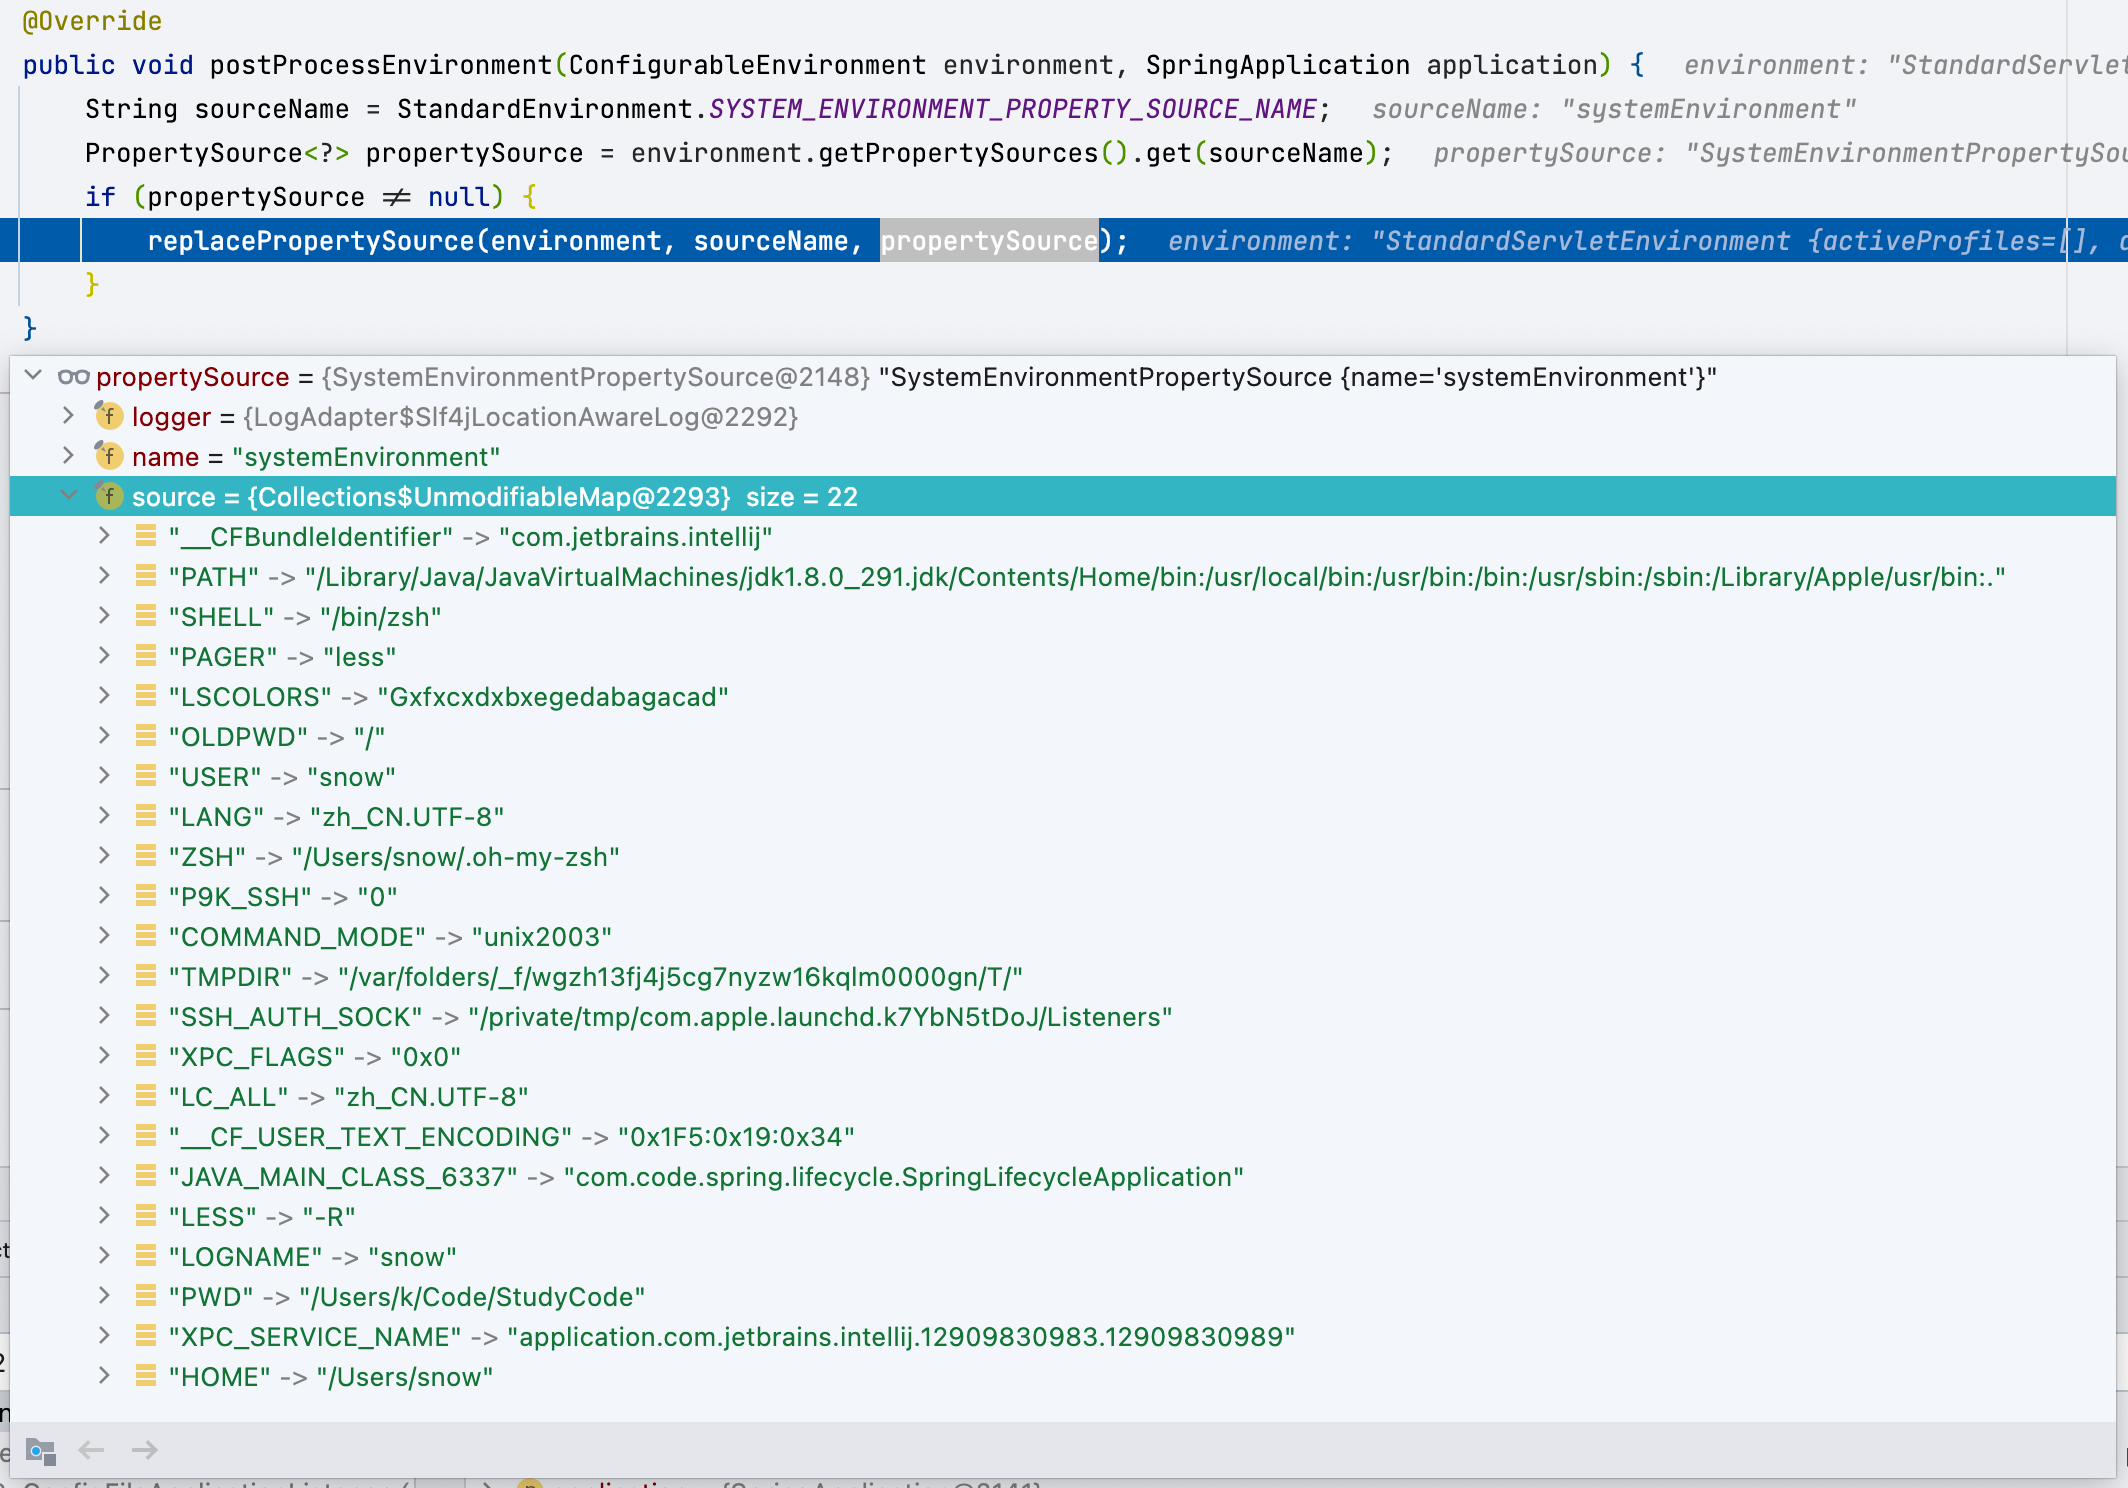 @Override
public void postProcessEnvironment(ConfigurableEnvironment environment, SpringApplication application) { environment: "StandardServlet
String sourceName = StandardEnvironment.SYSTEM_ENVIRONMENT_PROPERTY_SOURCE_NAME; sourceName: "systemEnvironment"
PropertySource<?> propertySource = environment.getPropertySources().get(sourceName); propertySource: "SystemEnvironmentPropertySou
if (propertySource ≠ null) {
replacePropertySource(environment, sourceName, propertySource); environment: "StandardServletEnvironment {activeProfiles=[],
}
}
propertySource = {SystemEnvironmentPropertySource@2148} "SystemEnvironmentPropertySource {name='systemEnvironment'}"
logger = {LogAdapter$Slf4jLocationAwareLog@2292}
name = "systemEnvironment"
source = {Collections$UnmodifiableMap@2293} size = 22
"__CFBundleIdentifier" -> "com.jetbrains.intellij"
"PATH" -> "/Library/Java/JavaVirtualMachines/jdk1.8.0_291.jdk/Contents/Home/bin:/usr/local/bin:/usr/bin:/bin:/usr/sbin:/sbin:/Library/Apple/usr/bin:."
"SHELL" -> "/bin/zsh"
"PAGER" -> "less"
"LSCOLORS" -> "Gxfxcxdxbxegedabagacad"
"OLDPWD" -> "/"
"USER" -> "snow"
"LANG" -> "zh_CN.UTF-8"
"ZSH" -> "/Users/snow/.oh-my-zsh"
"P9K_SSH" -> "0"
"COMMAND_MODE" -> "unix2003"
"TMPDIR" -> "/var/folders/_f/wgzh13fj4j5cg7nyzw16kqlm0000gn/T/"
"SSH_AUTH_SOCK" -> "/private/tmp/com.apple.launchd.k7YbN5tDoJ/Listeners"
"XPC_FLAGS" -> "0x0"
"LC_ALL" -> "zh_CN.UTF-8"
"__CF_USER_TEXT_ENCODING" -> "0x1F5:0x19:0x34"
"JAVA_MAIN_CLASS_6337" -> "com.code.spring.lifecycle.SpringLifecycleApplication"
"LESS" -> "-R"
"LOGNAME" -> "snow"
"PWD" -> "/Users/k/Code/StudyCode"
"XPC_SERVICE_NAME" -> "application.com.jetbrains.intellij.12909830983.12909830989"
"HOME" -> "/Users/snow"